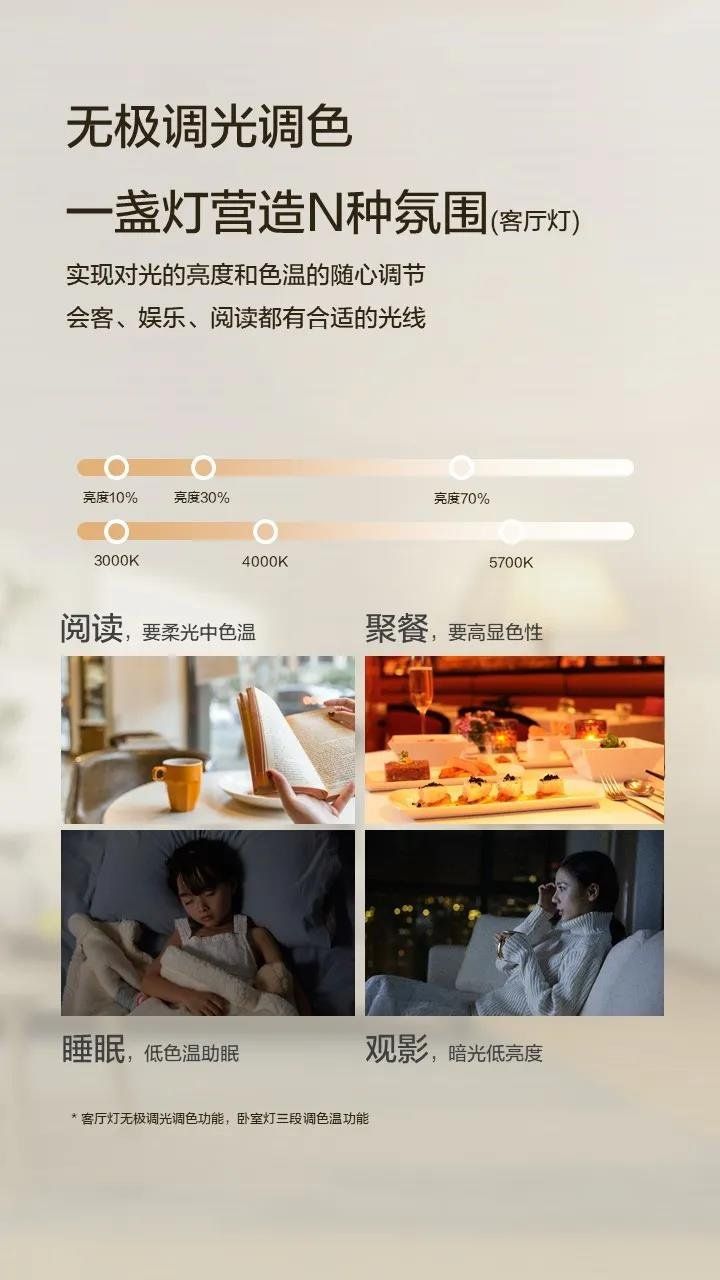 无极调光调色
一盏灯营造N种氛围(客厅灯)
实现对光的亮度和色温的随心调节
会客、娱乐、阅读都有合适的光线
亮度10% 亮度30% 亮度70%
3000K 4000K 5700K
阅读，要柔光中色温
聚餐，要高显色性
睡眠，低色温助眠
观影，暗光低亮度
* 客厅灯无极调光调色功能，卧室灯三段调色温功能